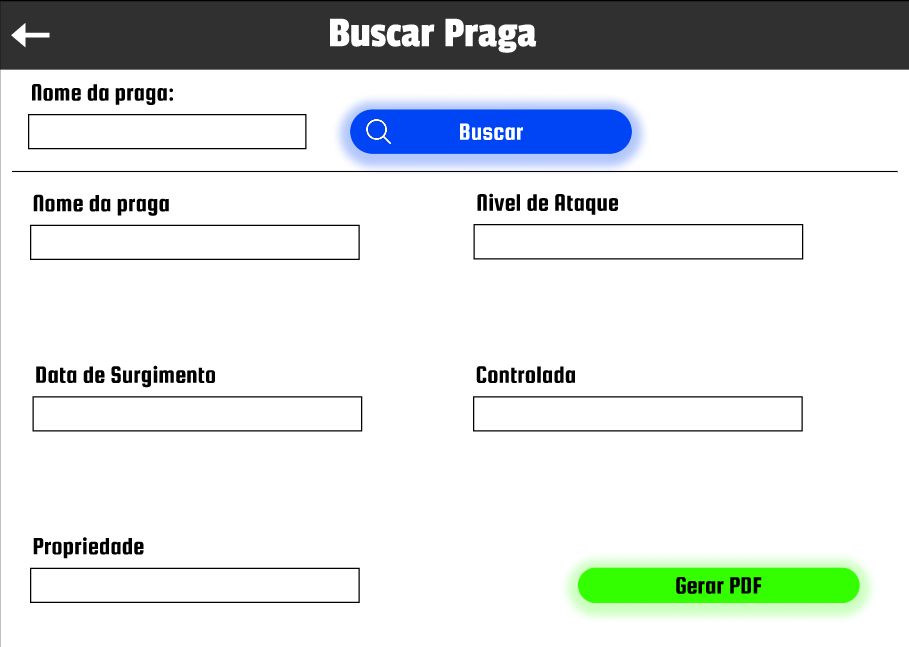 Buscar Praga
Nome da praga:
Buscar
Nome da praga
Nivel de Ataque
Data de Surgimento
Controlada
Propriedade
Gerar PDF